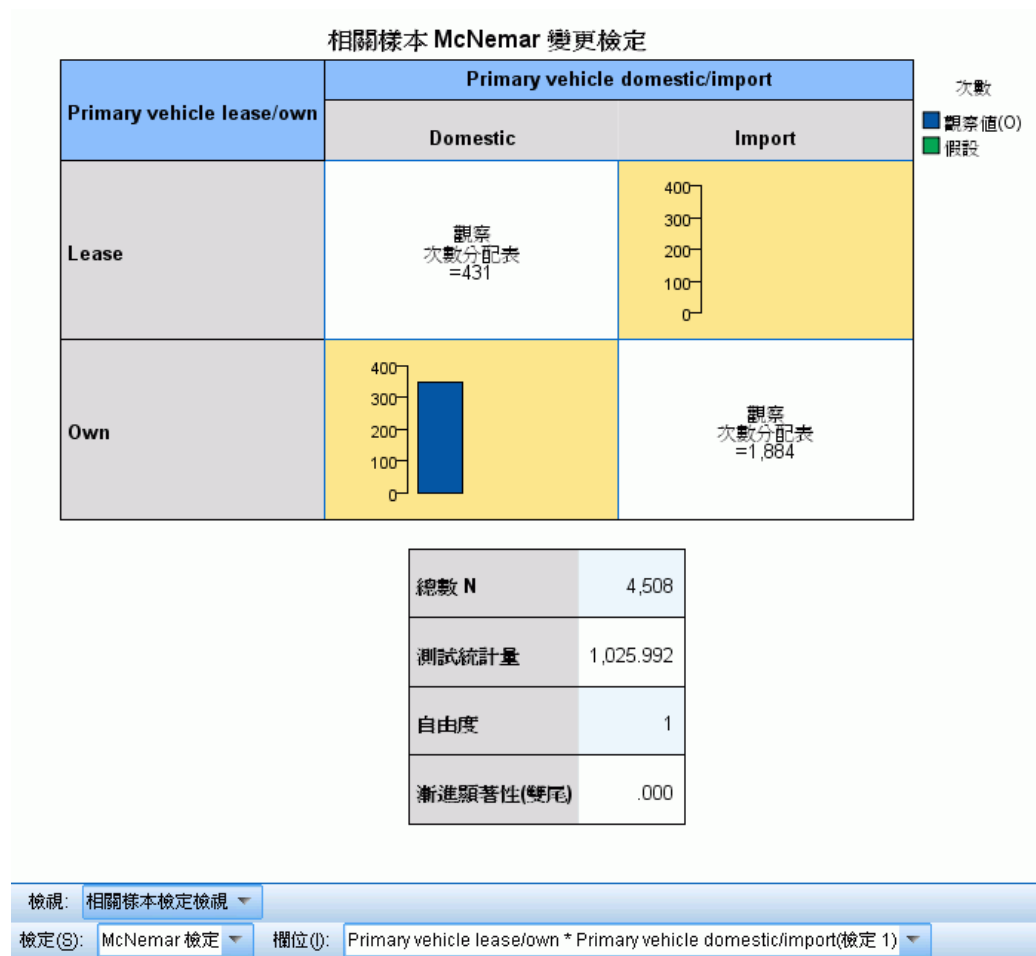 相關樣本 McNemar 變更檢定
Primary vehicle lease/own
Primary vehicle domestic/import
Domestic
Import
次數
觀察值(O)
假設
Lease
觀察
次數分配表
=431
400
300
200
100
0
Own
400
300
200
100
0
觀察
次數分配表
=1,884
總數 N 4,508
測試統計量 1,025.992
自由度 1
漸進顯著性(雙尾) .000
檢視: 相關樣本檢定檢視
檢定(S): McNemar 檢定 欄位(I): Primary vehicle lease/own * Primary vehicle domestic/import(檢定 1)